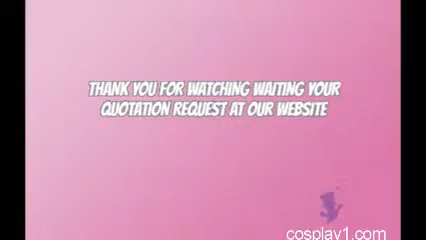 THANK YOU FOR WATCHING WAITING YOUR
QUOTATION REQUEST AT OUR WEBSITE
cosplay1.com